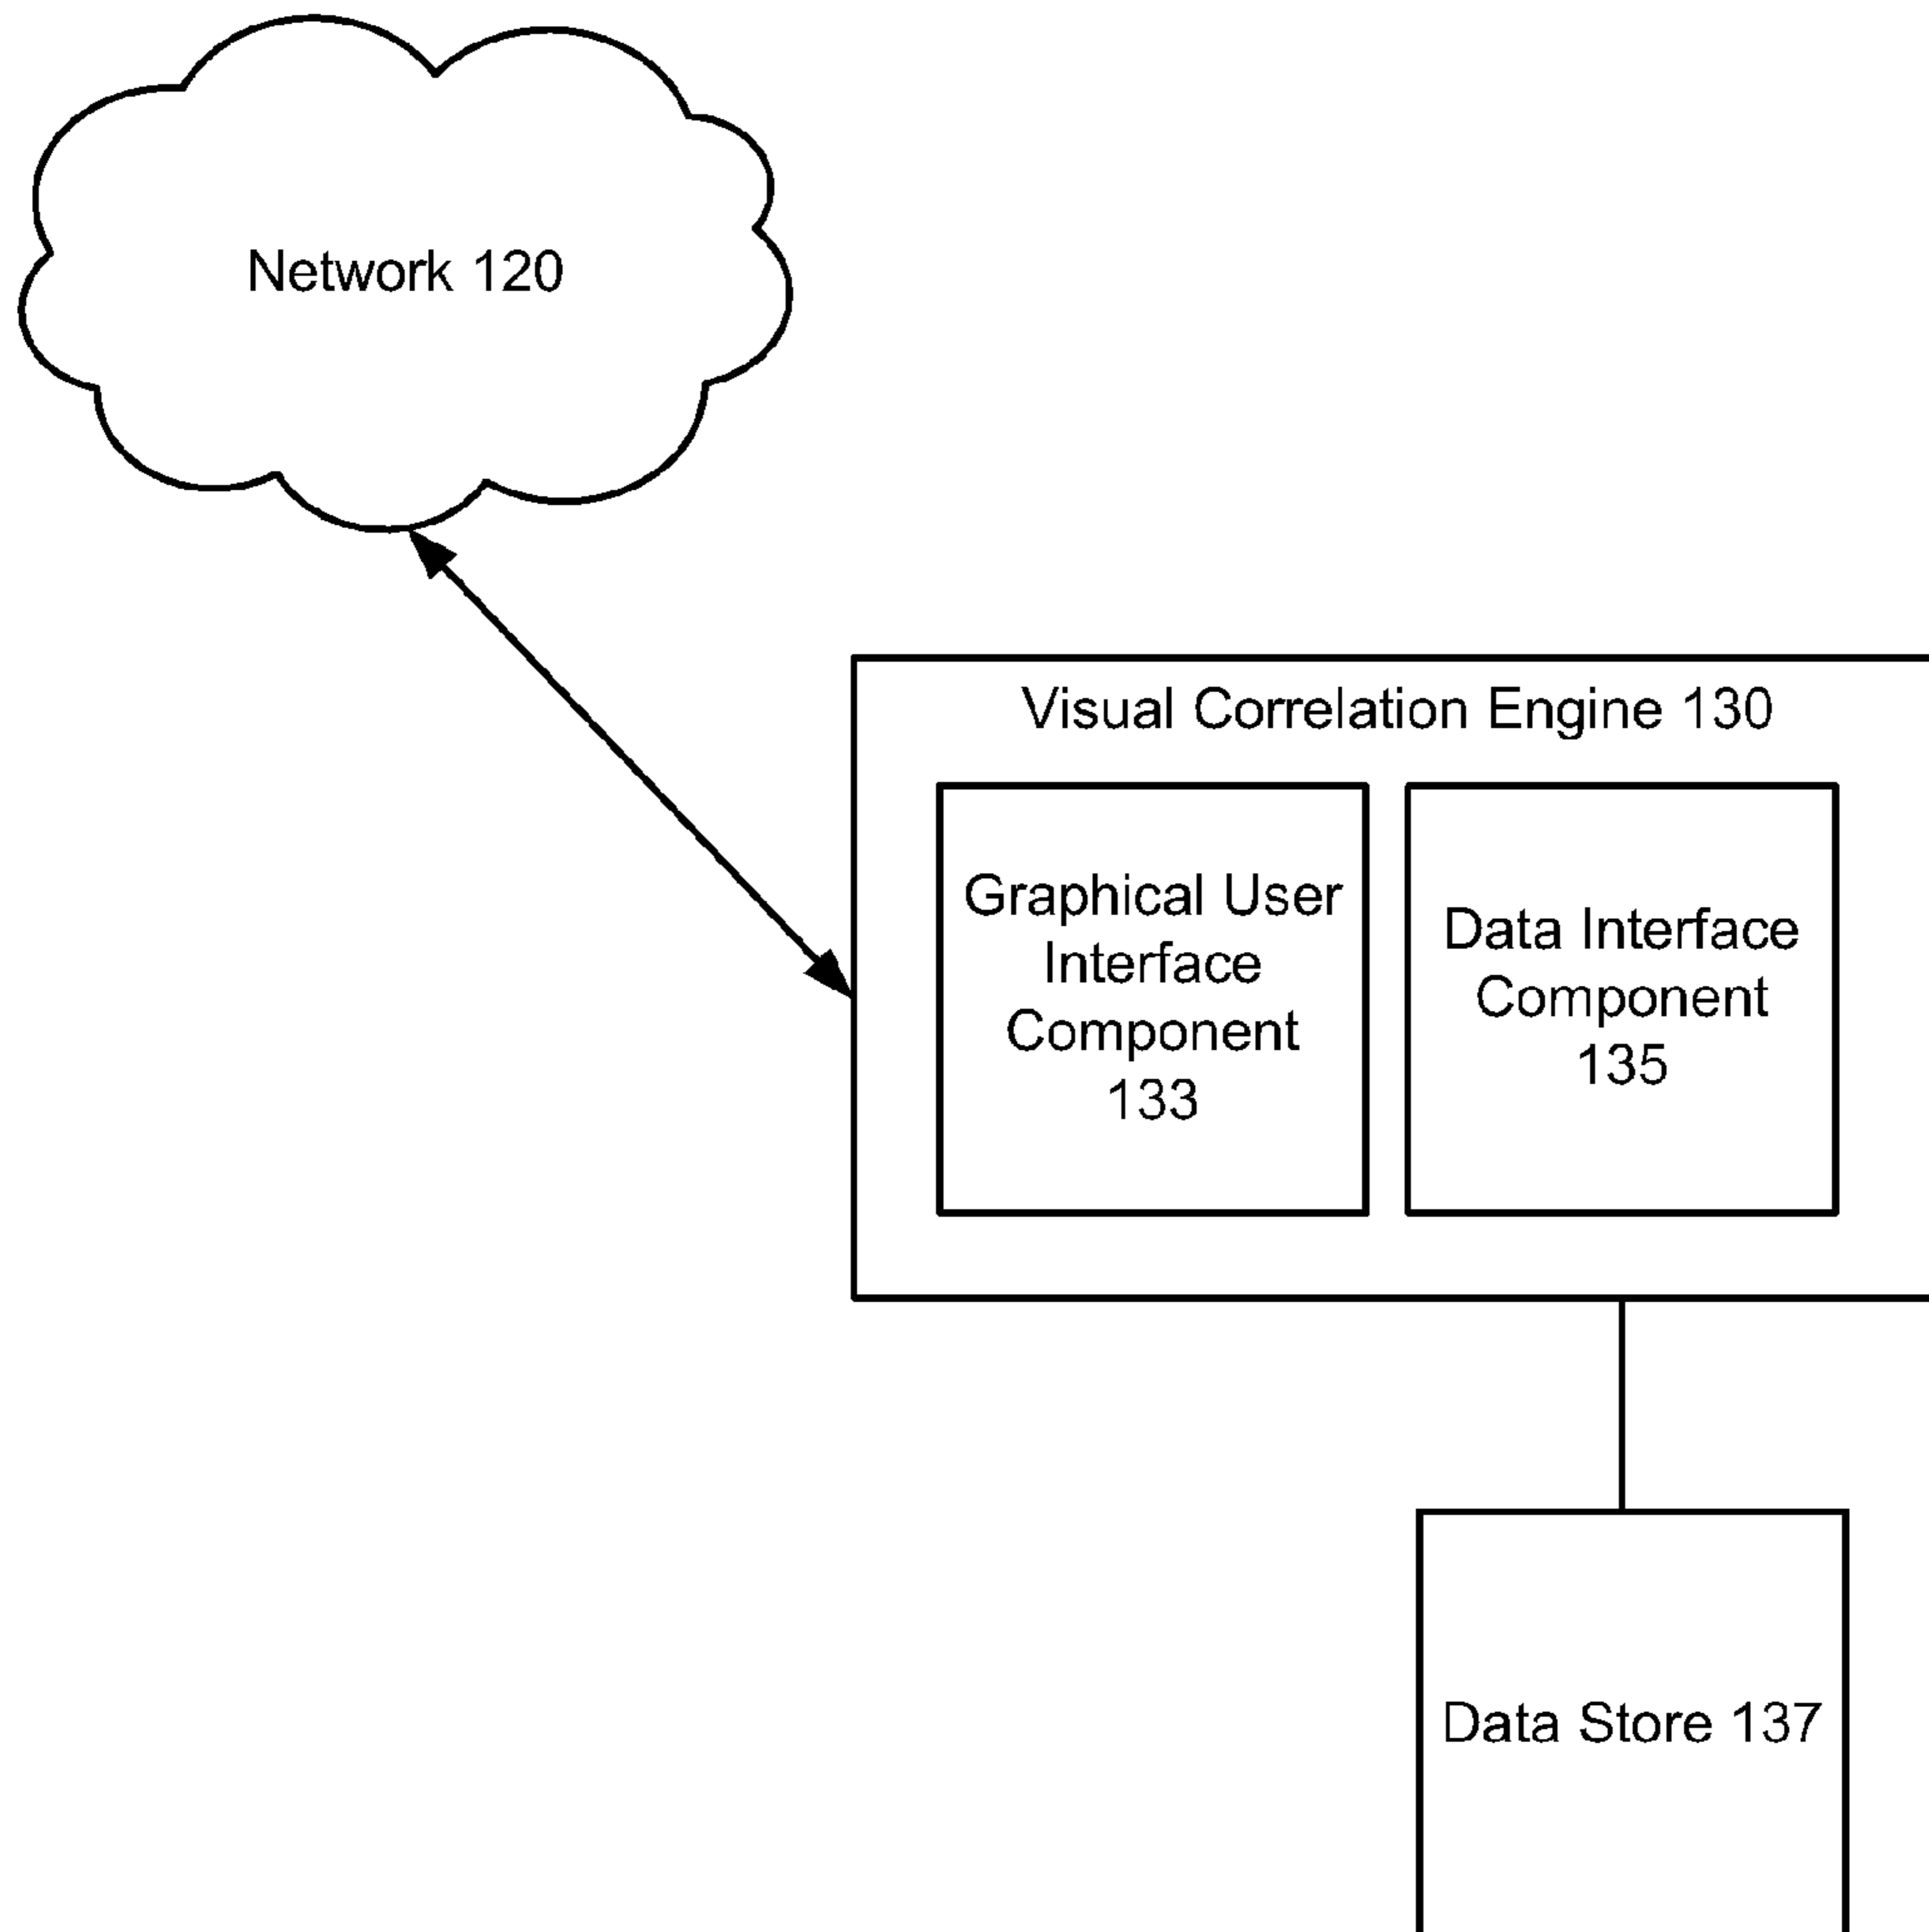 Network 120
Visual Correlation Engine 130
Graphical User
Interface
Component
133
Data Interface
Component
135
Data Store 137